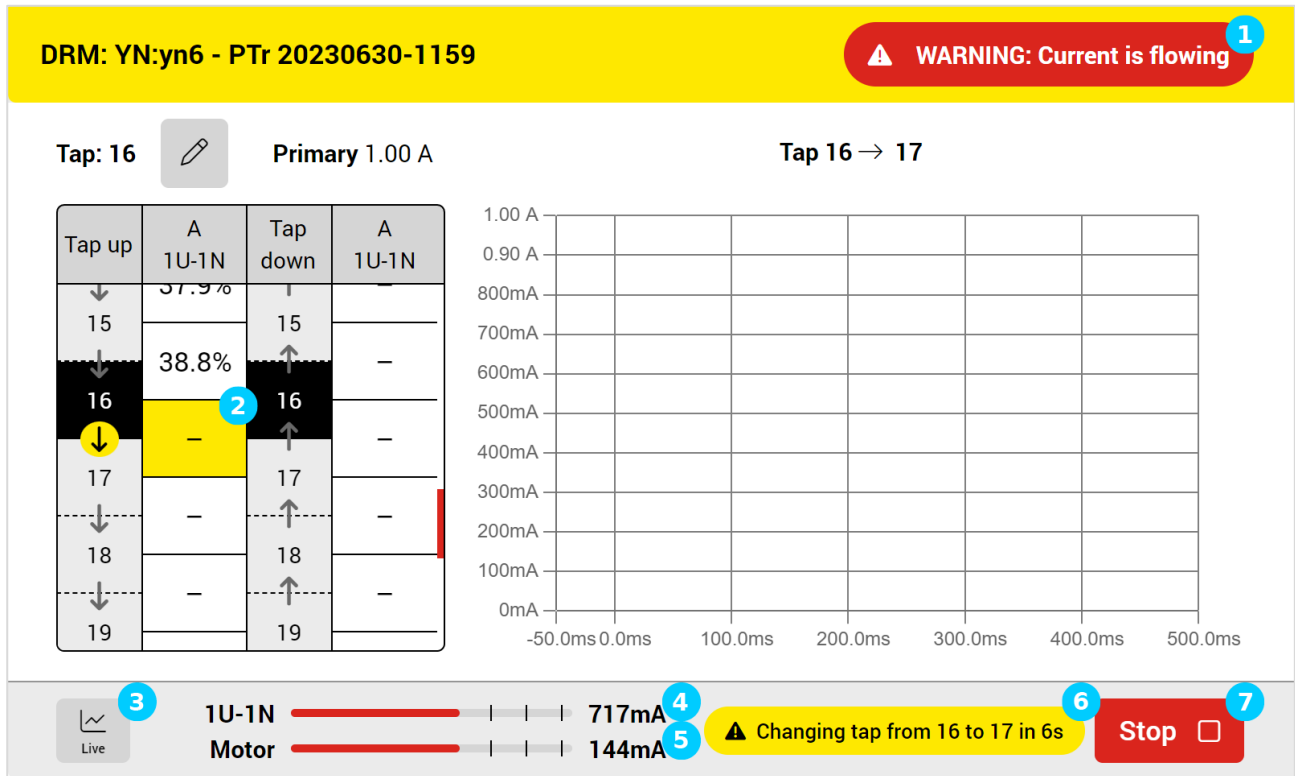 DRM: YN:yn6 - PTr 20230630-1159
WARNING: Current is flowing
1
Tap: 16
Primary 1.00 A
Tap 16 → 17
Tap up
A
1U-1N
Tap
down
A
1U-1N
37.9%
–
15
15
38.8%
–
16
2
16
–
–
17
17
–
–
18
18
–
–
19
19
1.00 A
0.90 A
800mA
700mA
600mA
500mA
400mA
300mA
200mA
100mA
0mA
-50.0ms 0.0ms 100.0ms 200.0ms 300.0ms 400.0ms 500.0ms
3
Live
1U-1N 717mA 4
Motor 144mA 5
Changing tap from 16 to 17 in 6s
6
Stop
7